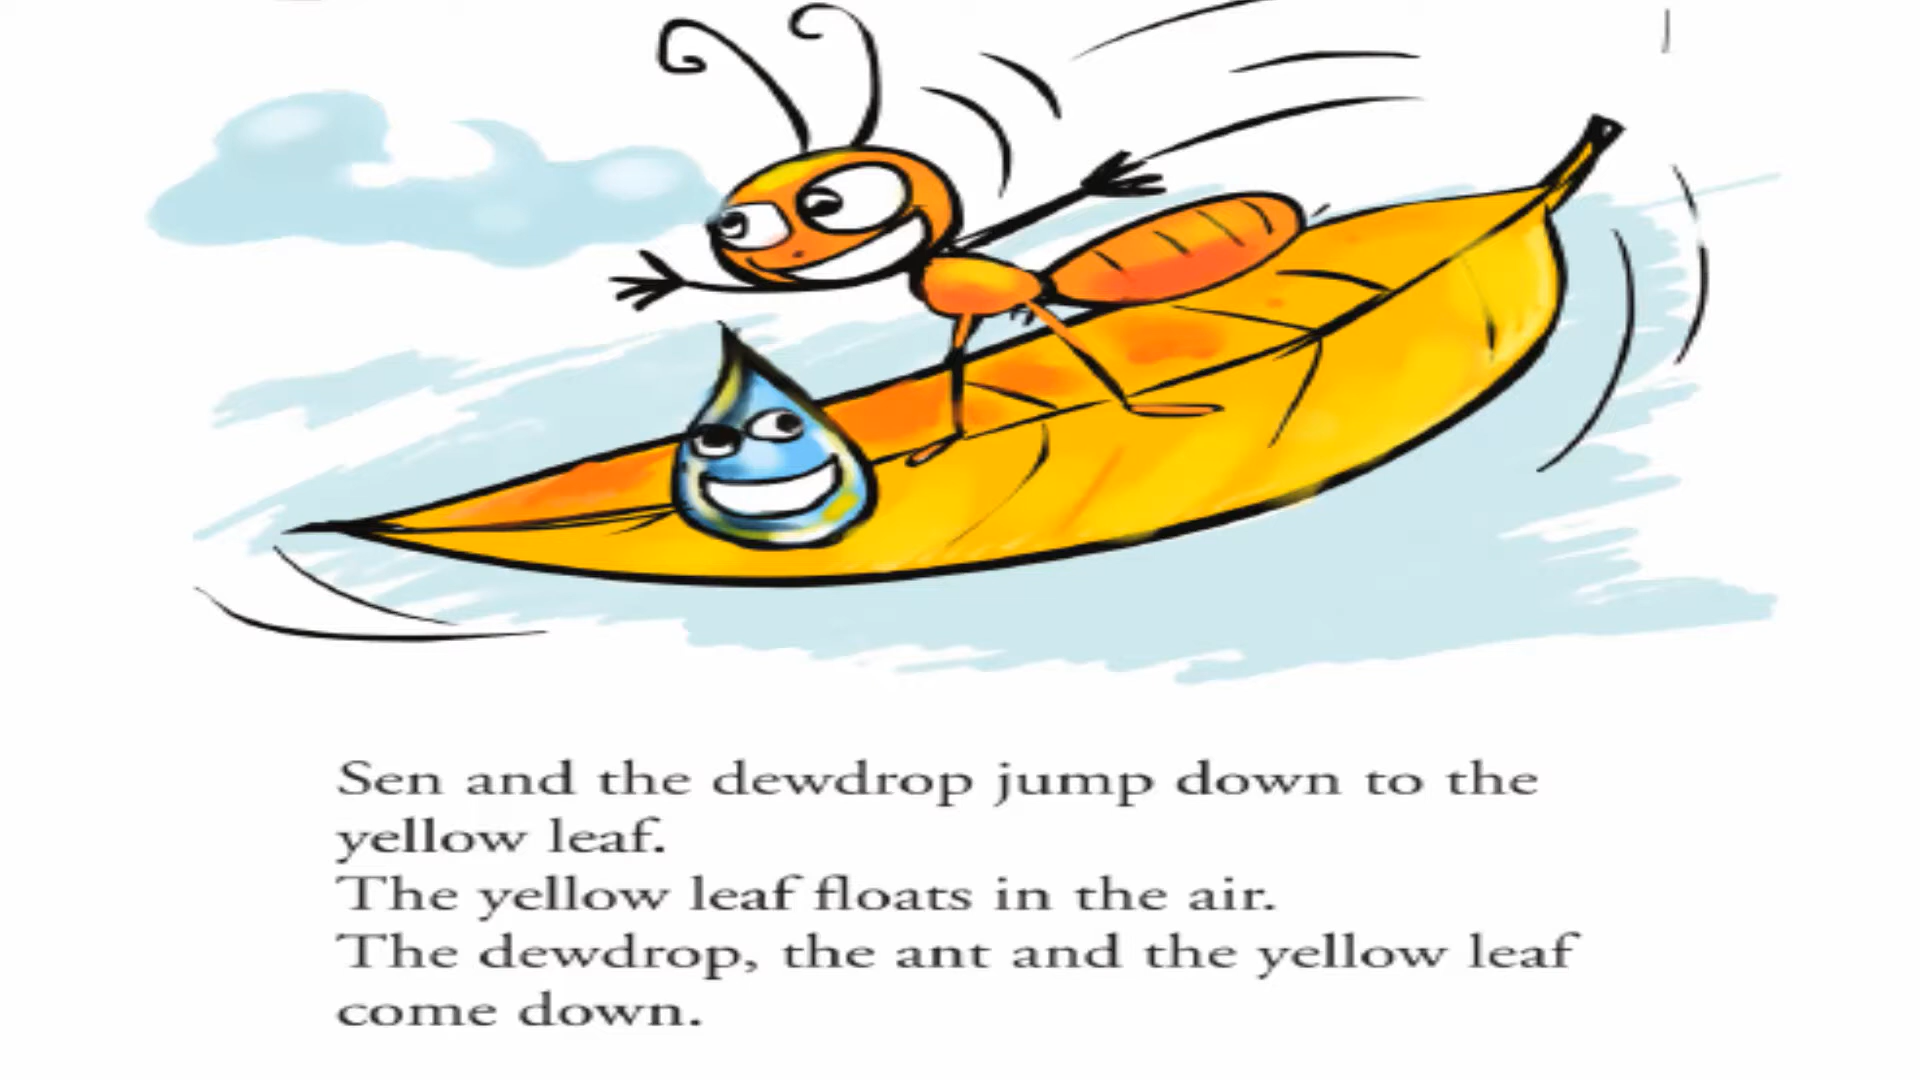 Sen and the dewdrop jump down to the
yellow leaf.
The yellow leaf floats in the air.
The dewdrop, the ant and the yellow leaf
come down.